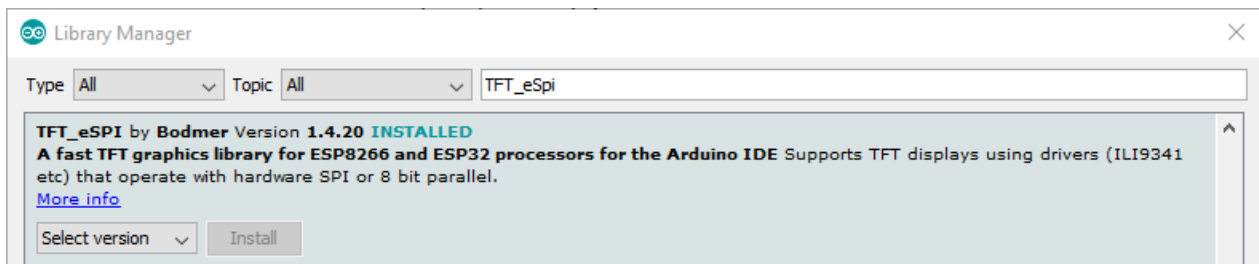 Library Manager
Type All Topic All TFT_eSpi
TFT_eSPI by Bodmer Version 1.4.20 INSTALLED
A fast TFT graphics library for ESP8266 and ESP32 processors for the Arduino IDE Supports TFT displays using drivers (ILI9341
etc) that operate with hardware SPI or 8 bit parallel.
More info
Select version Install